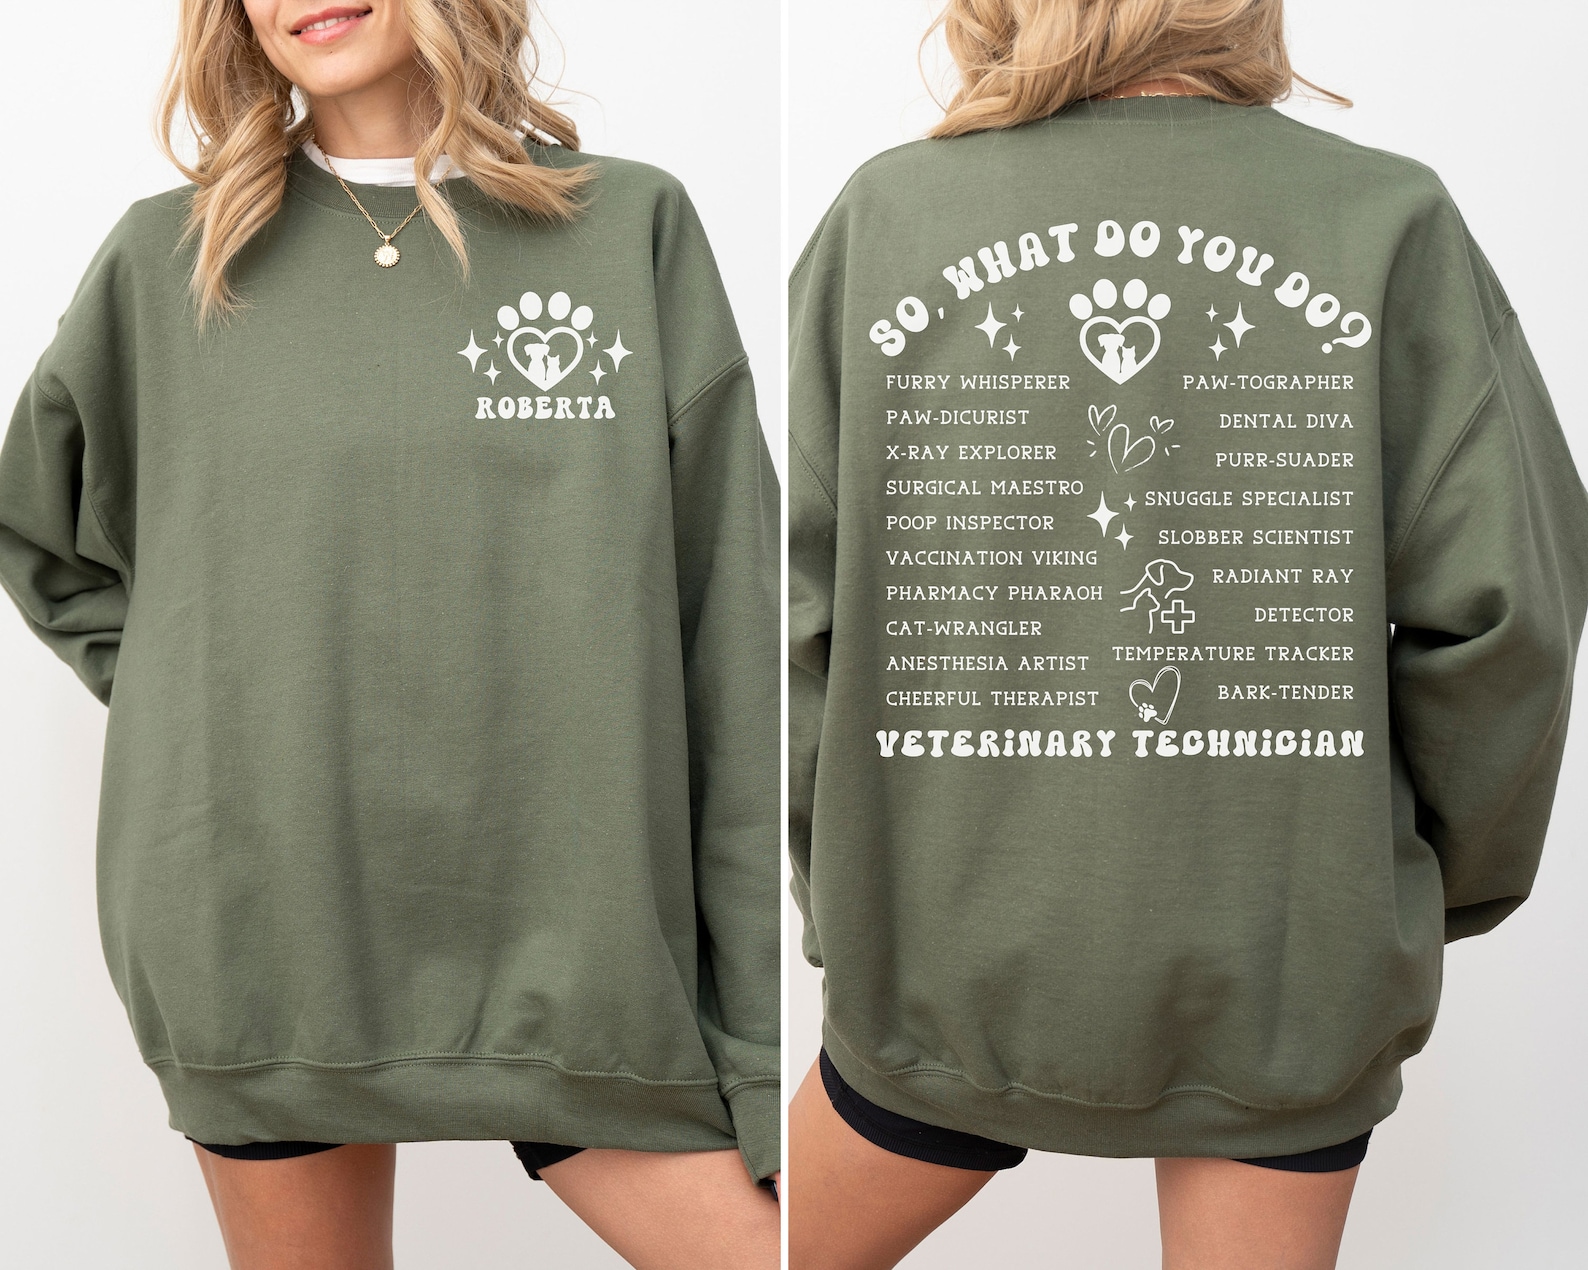 ROBERTA
SO, WHAT DO YOU DO?
FURRY WHISPERER
PAW-DICURIST
X-RAY EXPLORER
SURGICAL MAESTRO
POOP INSPECTOR
VACCINATION VIKING
PHARMACY PHARAOH
CAT-WRANGLER
ANESTHESIA ARTIST
CHEERFUL THERAPIST
PAW-TOGRAPHER
DENTAL DIVA
PURR-SUADER
SNUGGLE SPECIALIST
SLOBBER SCIENTIST
RADIANT RAY
DETECTOR
TEMPERATURE TRACKER
BARK-TENDER
VETERINARY TECHNICIAN